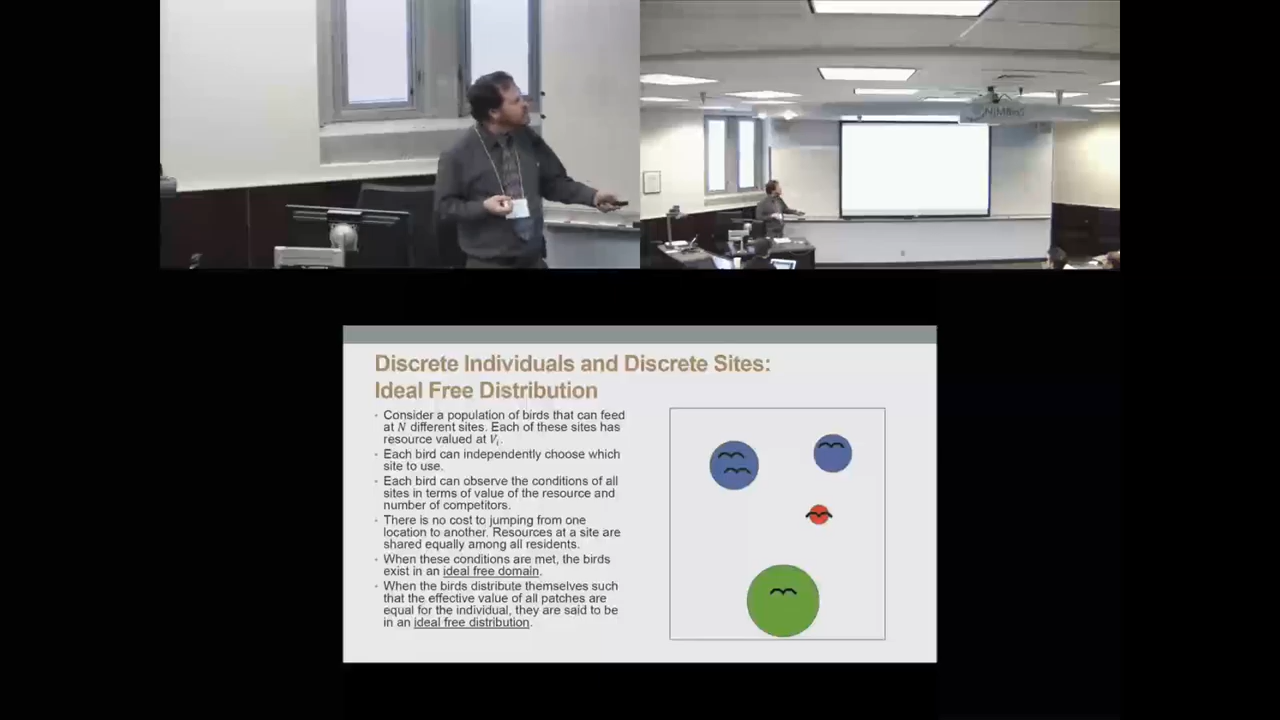 NIMBioS
Discrete Individuals and Discrete Sites:
Ideal Free Distribution
• Consider a population of birds that can feed
at N different sites. Each of these sites has
resource valued at Vᵢ.
• Each bird can independently choose which
site to use.
• Each bird can observe the conditions of all
sites in terms of value of the resource and
number of competitors.
• There is no cost to jumping from one
location to another. Resources at a site are
shared equally among all residents.
• When these conditions are met, the birds
exist in an ideal free domain.
• When the birds distribute themselves such
that the effective value of all patches are
equal for the individual, they are said to be
in an ideal free distribution.